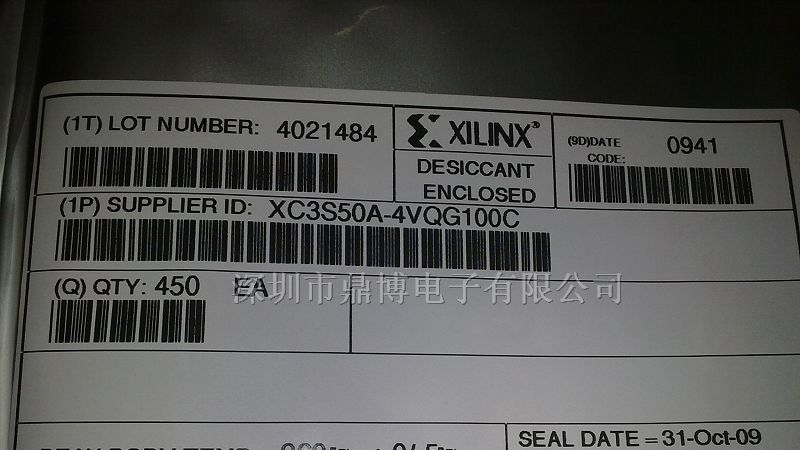 (1T) LOT NUMBER: 4021484
XILINX®
DESICCANT
ENCLOSED
(9D)DATE
CODE:
0941
(1P) SUPPLIER ID: XC3S50A-4VQG100C
(Q) QTY: 450 EA
深圳市鼎博电子有限公司
SEAL DATE = 31-Oct-09